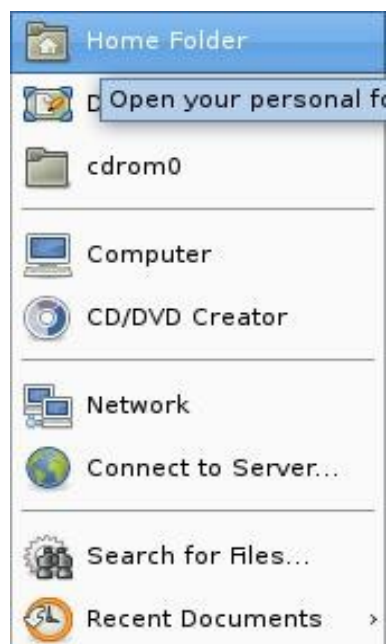 Home Folder
Open your personal
cdrom0
Computer
CD/DVD Creator
Network
Connect to Server...
Search for Files...
Recent Documents